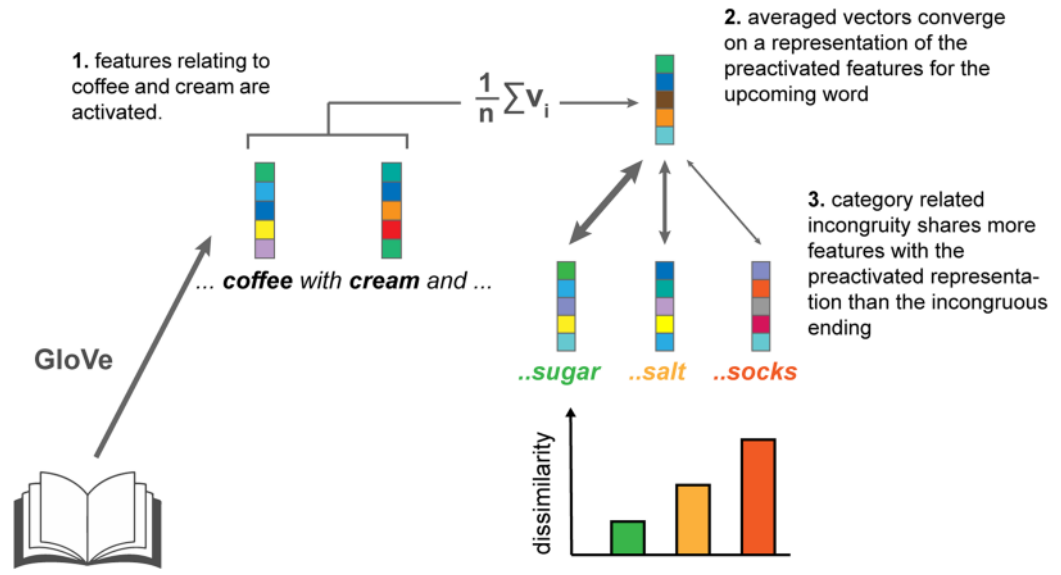 1. features relating to
coffee and cream are
activated.
1/n ∑vᵢ
2. averaged vectors converge
on a representation of the
preactivated features for the
upcoming word
... coffee with cream and ...
3. category related
incongruity shares more
features with the
preactivated representa-
tion than the incongruous
ending
GloVe
..sugar ..salt ..socks
dissimilarity